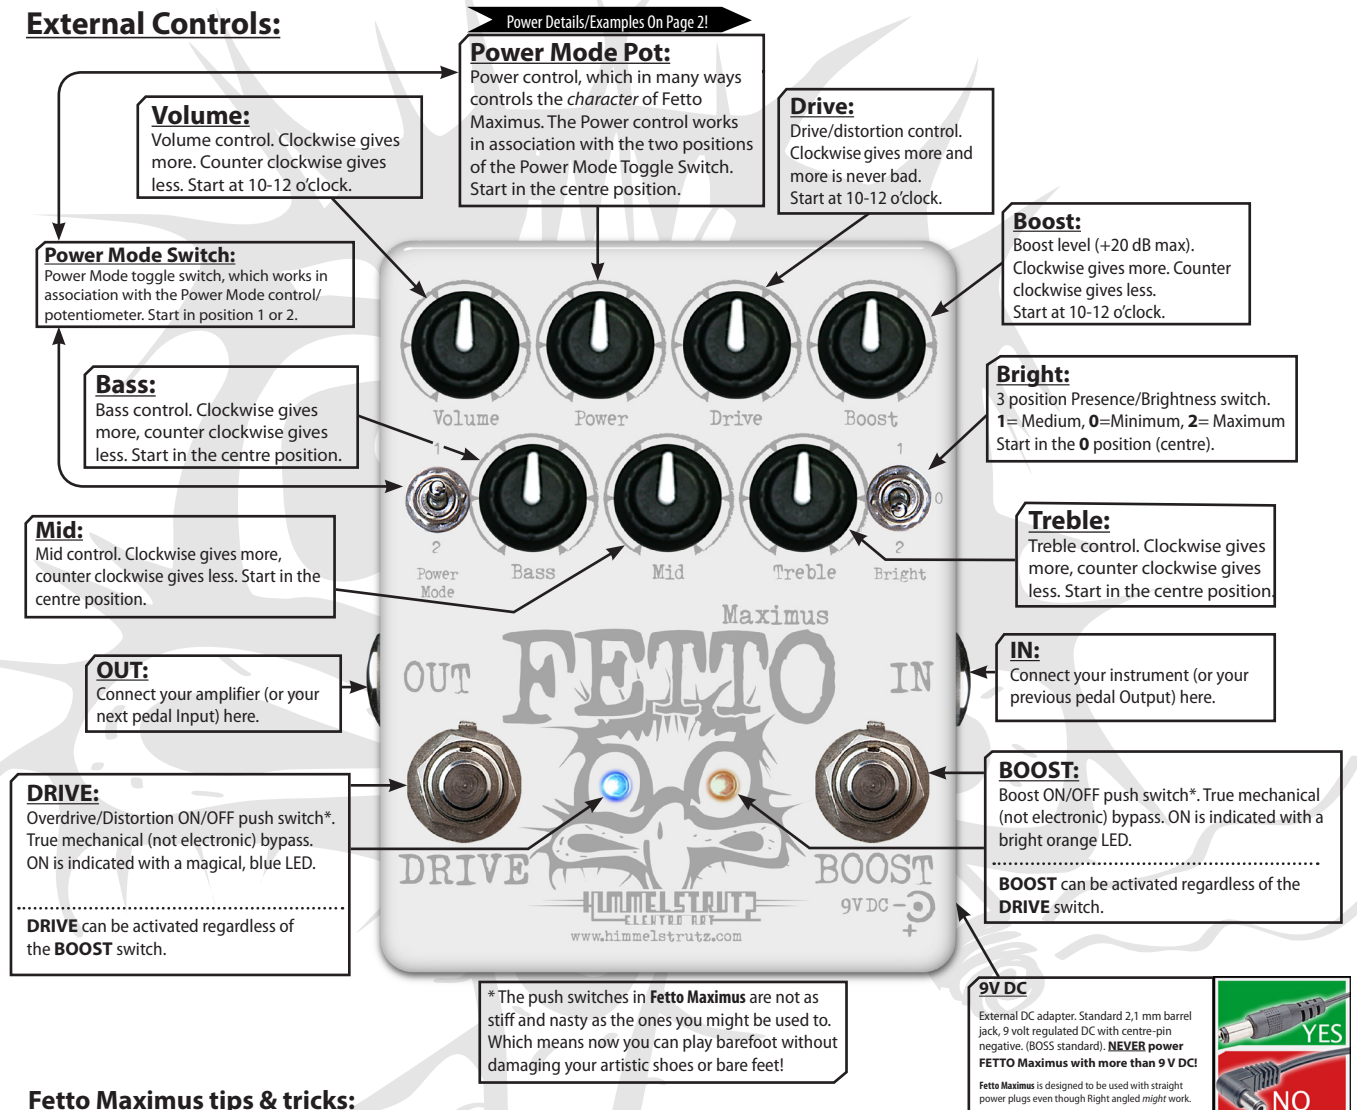 External Controls:
Power Details/Examples On Page 2!
Power Mode Pot:
Power control, which in many ways
controls the character of Fetto
Maximus. The Power control works
in association with the two positions
of the Power Mode Toggle Switch.
Start in the centre position.
Volume:
Volume control. Clockwise gives
more. Counter clockwise gives
less. Start at 10-12 o'clock.
Drive:
Drive/distortion control.
Clockwise gives more and
more is never bad.
Start at 10-12 o'clock.
Boost:
Boost level (+20 dB max).
Clockwise gives more. Counter
clockwise gives less.
Start at 10-12 o'clock.
Power Mode Switch:
Power Mode toggle switch, which works in
association with the Power Mode control/
potentiometer. Start in position 1 or 2.
Bass:
Bass control. Clockwise gives
more, counter clockwise gives
less. Start in the centre position.
Bright:
3 position Presence/Brightness switch.
1= Medium, 0=Minimum, 2= Maximum
Start in the 0 position (centre).
Volume
Power
Drive
Boost
1
1
0
2
2
Power
Mode
Bass
Mid
Treble
Bright
Mid:
Mid control. Clockwise gives more,
counter clockwise gives less. Start in the
centre position.
Treble:
Treble control. Clockwise gives
more, counter clockwise gives
less. Start in the centre position.
Maximus
FETTO
OUT
IN
OUT:
Connect your amplifier (or your
next pedal Input) here.
IN:
Connect your instrument (or your
previous pedal Output) here.
DRIVE:
Overdrive/Distortion ON/OFF push switch*.
True mechanical (not electronic) bypass.
ON is indicated with a magical, blue LED.
DRIVE can be activated regardless of
the BOOST switch.
BOOST:
Boost ON/OFF push switch*. True mechanical
(not electronic) bypass. ON is indicated with a
bright orange LED.
BOOST can be activated regardless of the
DRIVE switch.
DRIVE
BOOST
HIMMELSTRUTZ
ELEKTRO ART
www.himmelstrutz.com
9V DC - +
* The push switches in Fetto Maximus are not as
stiff and nasty as the ones you might be used to.
Which means now you can play barefoot without
damaging your artistic shoes or bare feet!
9V DC
External DC adapter. Standard 2,1 mm barrel
jack, 9 volt regulated DC with centre-pin
negative. (BOSS standard). NEVER power
FETTO Maximus with more than 9 V DC!
Fetto Maximus is designed to be used with straight
power plugs even though Right angled might work.
YES
NO
Fetto Maximus tips & tricks: